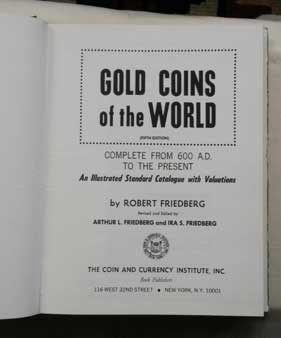 GOLD COINS
of the WORLD
(FIFTH EDITION)
COMPLETE FROM 600 A.D.
TO THE PRESENT
An Illustrated Standard Catalogue with Valuations
by ROBERT FRIEDBERG
Revised and Edited by
ARTHUR L. FRIEDBERG and IRA S. FRIEDBERG
THE COIN AND CURRENCY INSTITUTE, INC.
Book Publishers
116 WEST 32ND STREET • NEW YORK, N.Y. 10001